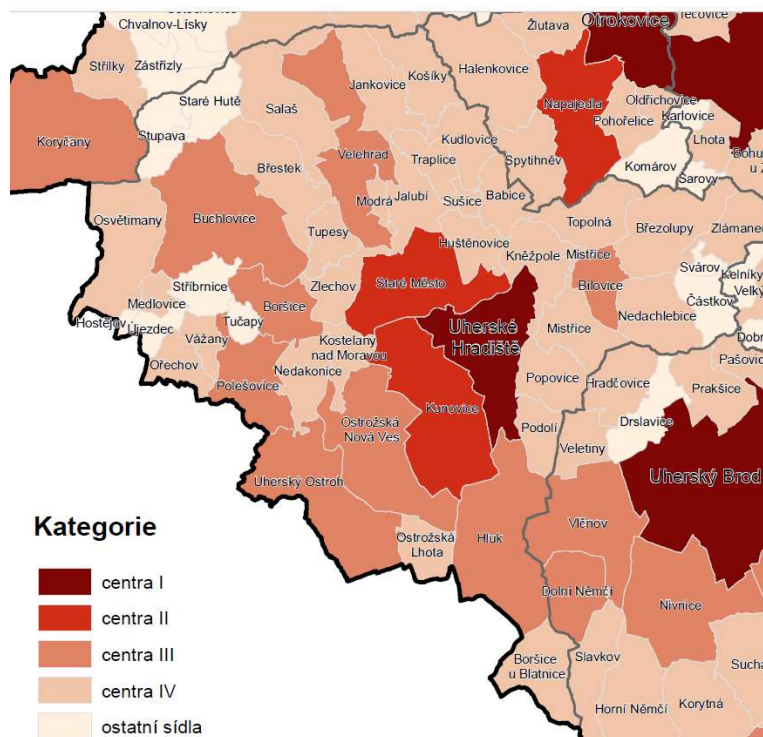 Chvalnov-Lísky
Žlutava
Otrokovice
Střílky
Zástřizly
Jankovice
Košíky
Halenkovice
Staré Hutě
Salaš
Napajedla
Oldřichovice
Karlovice
Pohořelice
Koryčany
Stupava
Velehrad
Kudlovice
Lhota
Traplice
Břestek
Spytihněv
Komárov
Šarovy
Modrá
Jalubí
Sušice
Babice
Osvětimany
Buchlovice
Tupesy
Topolná
Březolupy
Zlámanec
Huštěnovice
Kněžpole
Mistřice
Stříbrnice
Zlechov
Staré Město
Bílovice
Svárov
Kelníky
Velký
Medlovice
Boršice
Částkov
Hostějov
Újezdec
Tučapy
Uherské
Hradiště
Mistřice
Nedachlebice
Vážany
Kostelany
nad Moravou
Ořechov
Nedakonice
Popovice
Hradčovice
Pašovic
Prakšice
Polešovice
Kunovice
Ostrožská
Nová Ves
Podolí
Drslavice
Veletiny
Uherský Brod
Uherský Ostroh
Vlčnov
Kategorie
Ostrožská
Lhota
Hluk
centra I
Dolní Němčí
Nivnice
centra II
centra III
Boršice
u Blatnice
Slavkov
Sucha
centra IV
Horní Němčí
Korytná
ostatní sídla